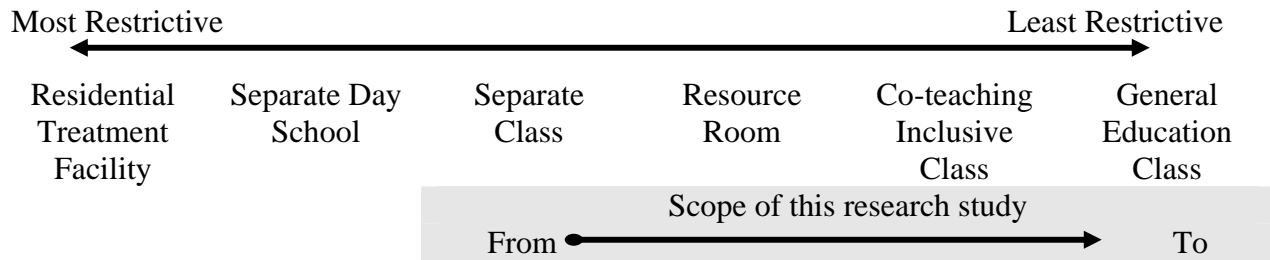 Most Restrictive Least Restrictive
Residential Separate Day Separate Resource Co-teaching General
Treatment School Class Room Inclusive Education
Facility Class Class
Scope of this research study
From To